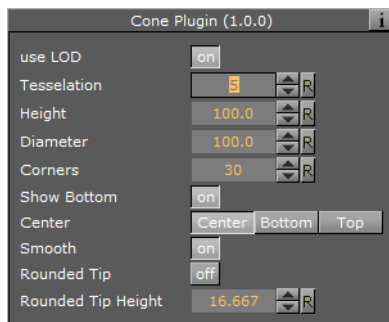 Cone Plugin (1.0.0) i
use LOD on
Tesselation 5 R
Height 100.0 R
Diameter 100.0 R
Corners 30 R
Show Bottom on
Center Center Bottom Top
Smooth on
Rounded Tip off
Rounded Tip Height 16.667 R